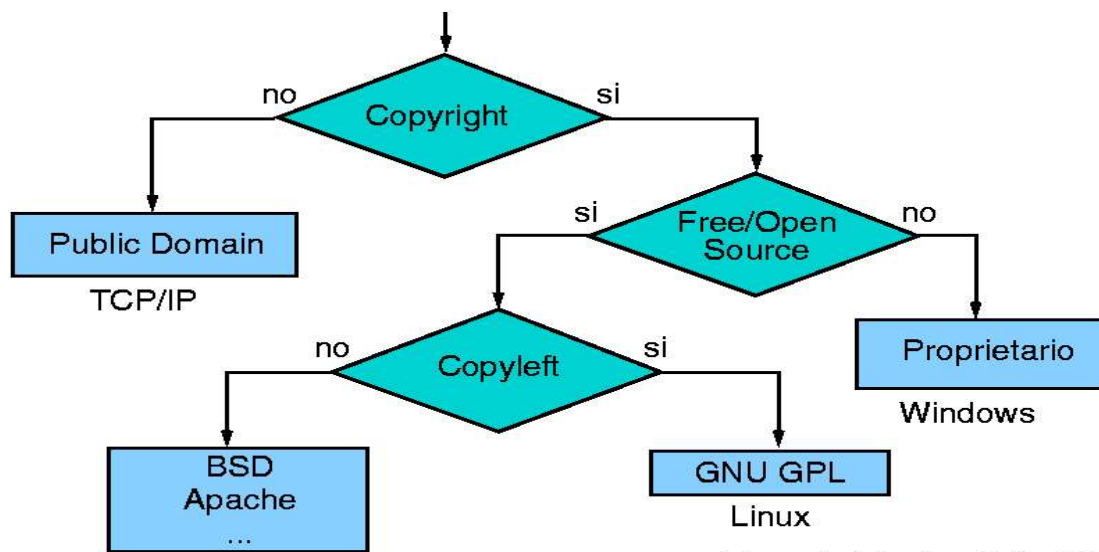 no
si
Copyright
Public Domain
TCP/IP
si
no
Free/Open
Source
no
si
Copyleft
Proprietario
Windows
BSD
Apache
...
GNU GPL
Linux